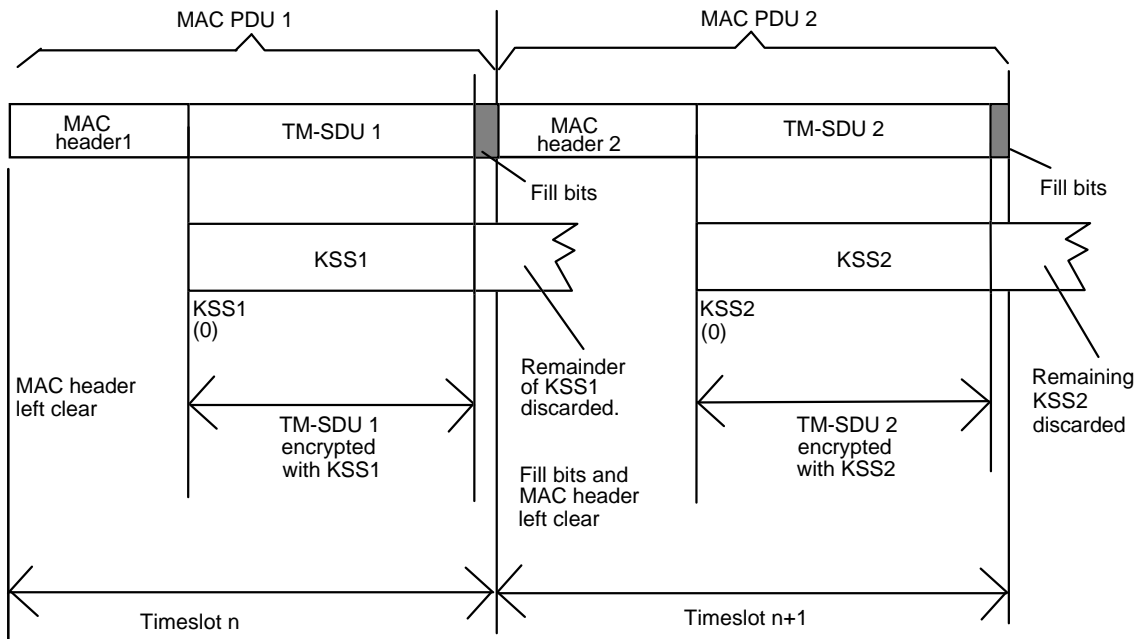 MAC PDU 1
MAC PDU 2
MAC
header1
TM-SDU 1
MAC
header 2
TM-SDU 2
Fill bits
Fill bits
KSS1
KSS2
KSS1
(0)
KSS2
(0)
MAC header
left clear
Remainder
of KSS1
discarded.
Remaining
KSS2
discarded
TM-SDU 1
encrypted
with KSS1
TM-SDU 2
encrypted
with KSS2
Fill bits and
MAC header
left clear
Timeslot n
Timeslot n+1